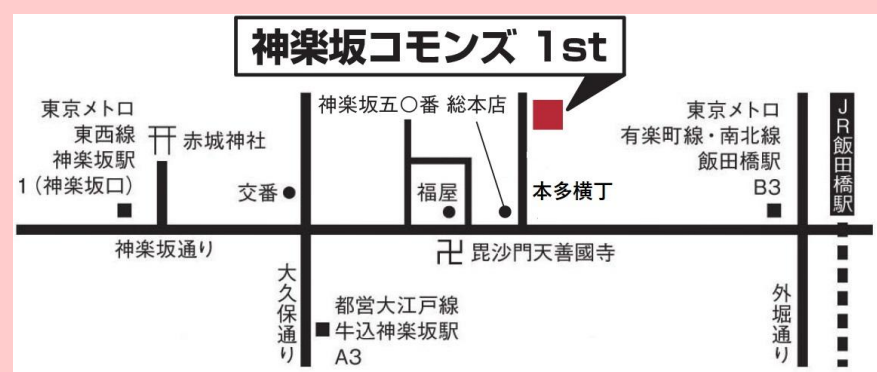 神楽坂コモンズ 1st
東京メトロ
東西線
神楽坂駅
1（神楽坂口）
赤城神社
交番
神楽坂五〇番 総本店
福屋
本多横丁
東京メトロ
有楽町線・南北線
飯田橋駅
B3
JR飯田橋駅
神楽坂通り
卍 毘沙門天善國寺
大久保通り
都営大江戸線
牛込神楽坂駅
A3
外堀通り